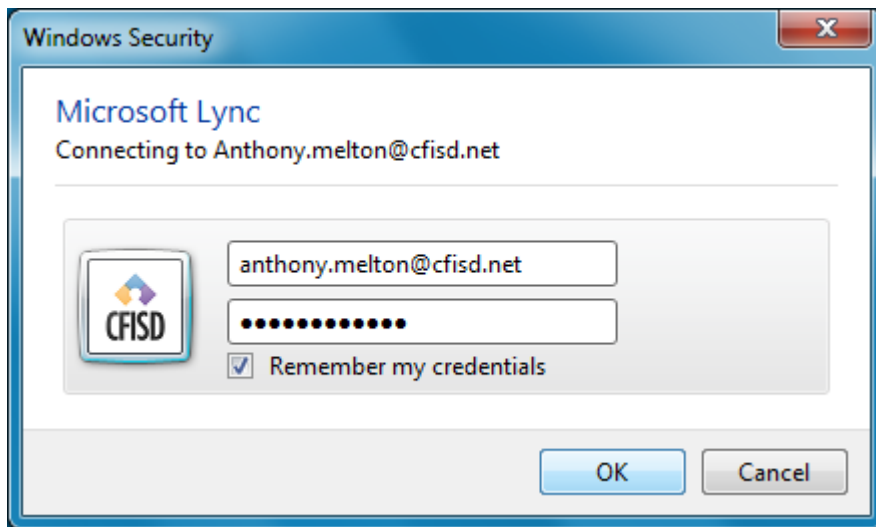 Windows Security
Microsoft Lync
Connecting to Anthony.melton@cfisd.net
anthony.melton@cfisd.net
CFISD
••••••••••••
Remember my credentials
OK
Cancel